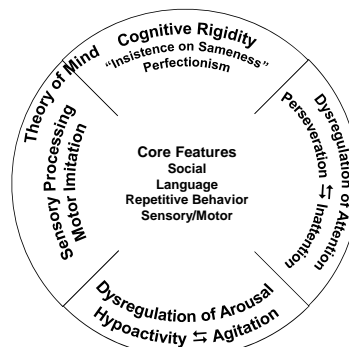 Cognitive Rigidity
“Insistence on Sameness”
Perfectionism
Theory of Mind
Sensory Processing
Motor Imitation
Core Features
Social
Language
Repetitive Behavior
Sensory/Motor
Dysregulation of Attention
Perseveration ⇆ Inattention
Dysregulation of Arousal
Hypoactivity ⇆ Agitation